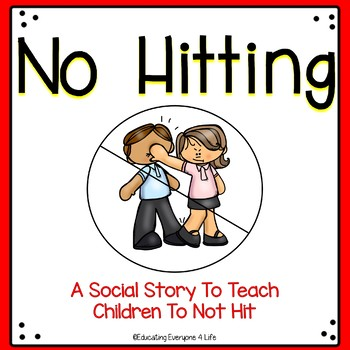 No Hitting
A Social Story To Teach
Children To Not Hit
©Educating Everyone 4 Life